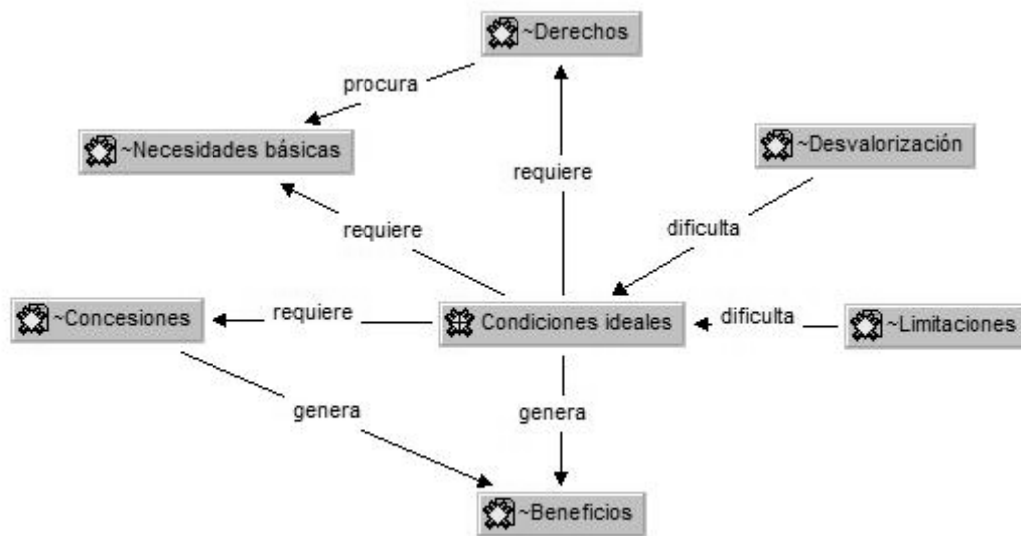 ~Derechos
procura
~Necesidades básicas
~Desvalorización
requiere
requiere
dificulta
~Concesiones
requiere
Condiciones ideales
dificulta
~Limitaciones
genera
genera
~Beneficios